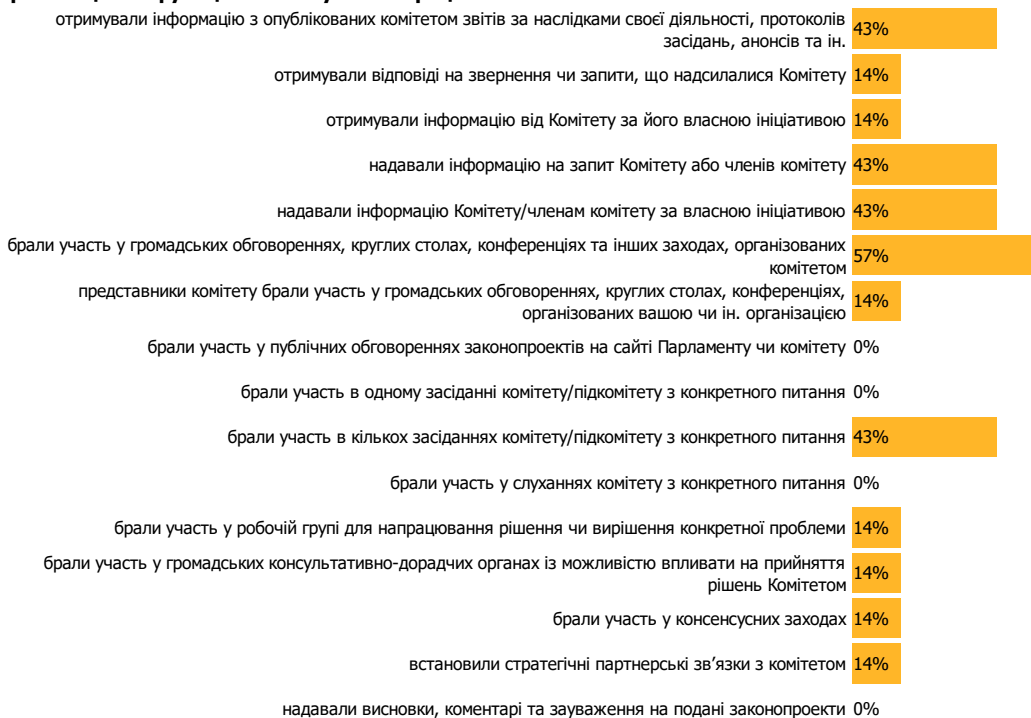 отримували інформацію з опублікованих комітетом звітів за наслідками своєї діяльності, протоколів
засідань, анонсів та ін.
43%
отримували відповіді на звернення чи запити, що надсилалися Комітету 14%
отримували інформацію від Комітету за його власною ініціативою 14%
надавали інформацію на запит Комітету або членів комітету 43%
надавали інформацію Комітету/членам комітету за власною ініціативою 43%
брали участь у громадських обговореннях, круглих столах, конференціях та інших заходах, організованих
комітетом
57%
представники комітету брали участь у громадських обговореннях, круглих столах, конференціях,
організованих вашою чи ін. організацією
14%
брали участь у публічних обговореннях законопроектів на сайті Парламенту чи комітету 0%
брали участь в одному засіданні комітету/підкомітету з конкретного питання 0%
брали участь в кількох засіданнях комітету/підкомітету з конкретного питання 43%
брали участь у слуханнях комітету з конкретного питання 0%
брали участь у робочій групі для напрацювання рішення чи вирішення конкретної проблеми 14%
брали участь у громадських консультативно-дорадчих органах із можливістю впливати на прийняття
рішень Комітетом
14%
брали участь у консенсусних заходах 14%
встановили стратегічні партнерські зв’язки з комітетом 14%
надавали висновки, коментарі та зауваження на подані законопроекти 0%